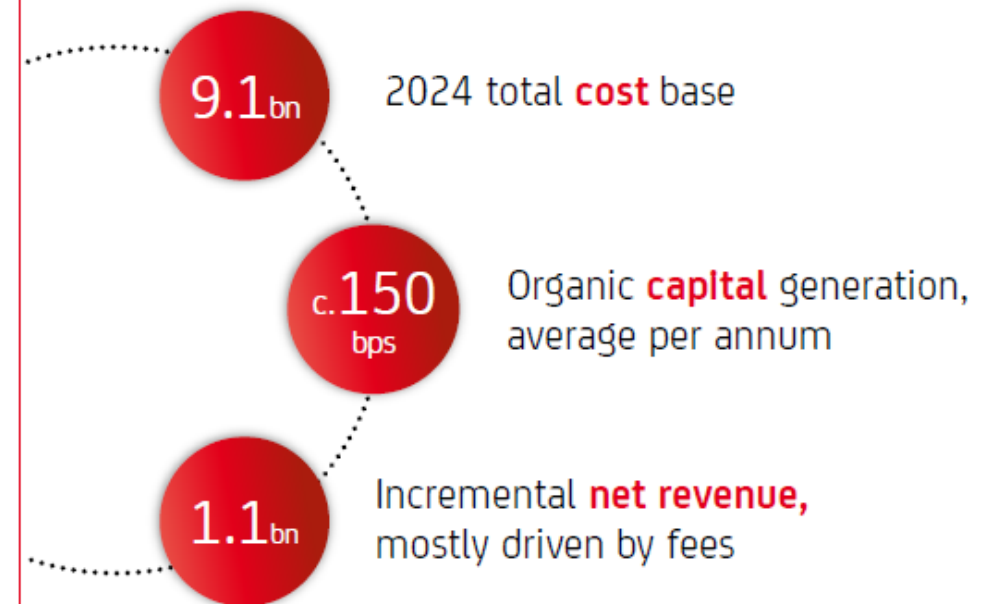 9.1bn
2024 total cost base
c.150
bps
Organic capital generation,
average per annum
1.1bn
Incremental net revenue,
mostly driven by fees